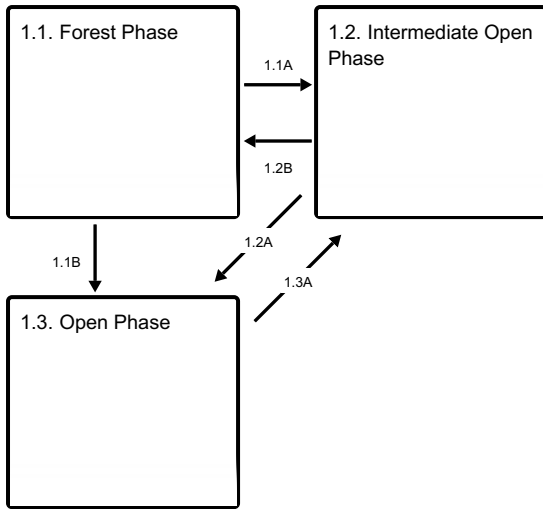 1.1. Forest Phase
1.2. Intermediate Open
Phase
1.1A
1.2B
1.2A
1.1B
1.3A
1.3. Open Phase